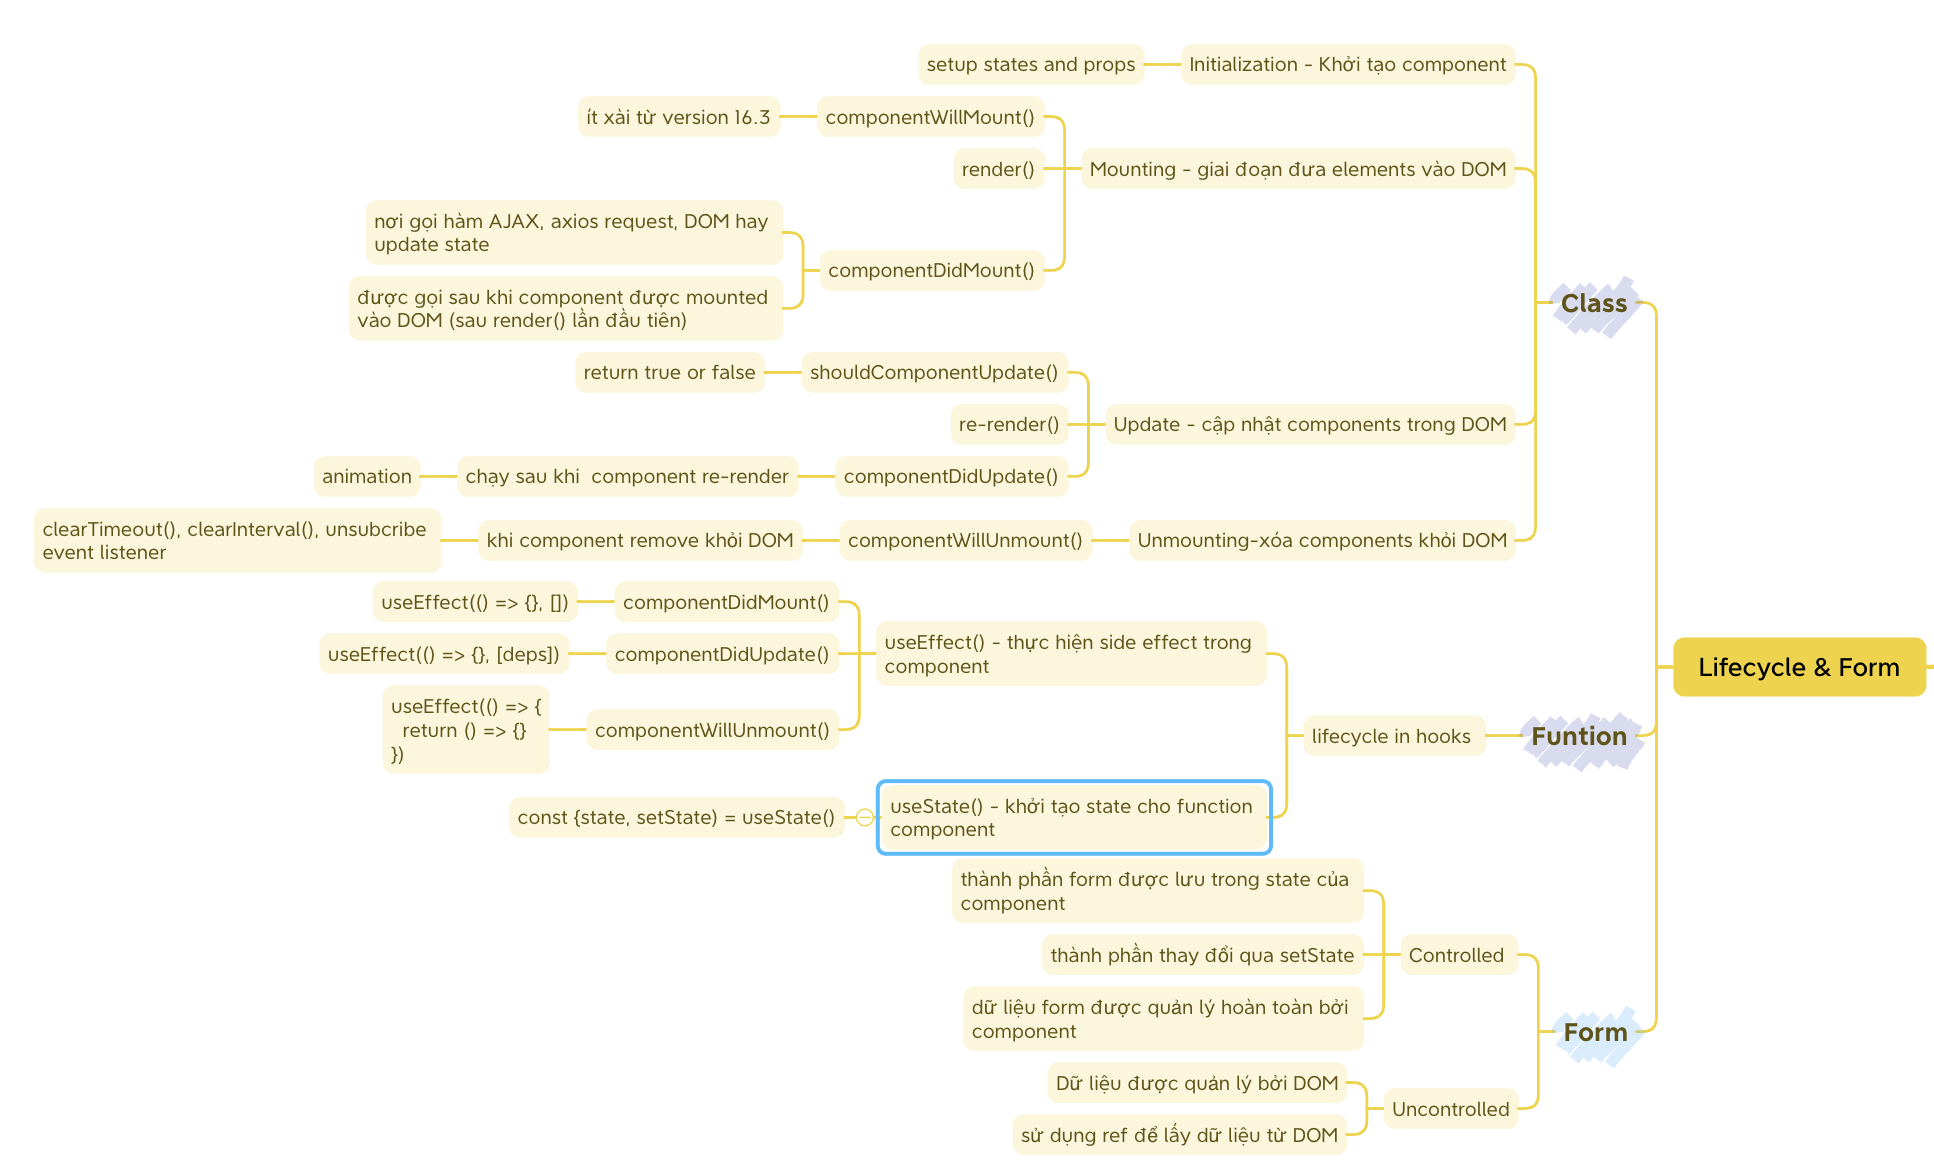 Lifecycle & Form
Class
Initialization - Khởi tạo component
setup states and props
Mounting - giai đoạn đưa elements vào DOM
componentWillMount()
ít xài từ version 16.3
render()
componentDidMount()
nơi gọi hàm AJAX, axios request, DOM hay
update state
được gọi sau khi component được mounted
vào DOM (sau render() lần đầu tiên)
Update - cập nhật components trong DOM
shouldComponentUpdate()
return true or false
re-render()
componentDidUpdate()
chạy sau khi  component re-render
animation
Unmounting-xóa components khỏi DOM
componentWillUnmount()
khi component remove khỏi DOM
clearTimeout(), clearInterval(), unsubcribe
event listener
Funtion
lifecycle in hooks
useEffect() - thực hiện side effect trong
component
componentDidMount()
useEffect(() => {}, [])
componentDidUpdate()
useEffect(() => {}, [deps])
componentWillUnmount()
useEffect(() => {
  return () => {}
})
useState() - khởi tạo state cho function
component
const {state, setState) = useState()
Form
Controlled
thành phần form được lưu trong state của
component
thành phần thay đổi qua setState
dữ liệu form được quản lý hoàn toàn bởi
component
Uncontrolled
Dữ liệu được quản lý bởi DOM
sử dụng ref để lấy dữ liệu từ DOM